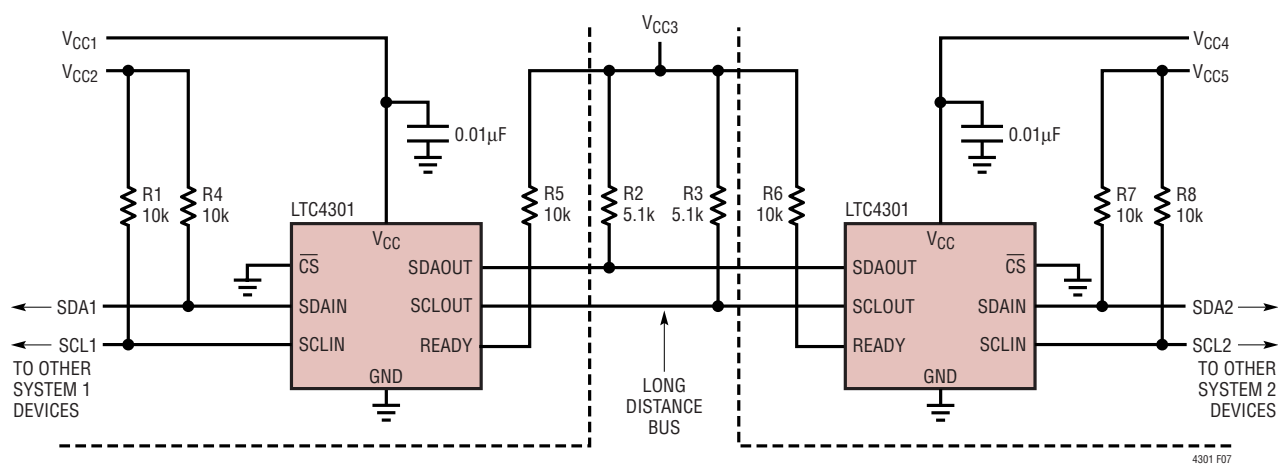 VCC3
VCC1
VCC4
VCC2
VCC5
0.01µF
0.01µF
R1
10k
R4
10k
R5
10k
R2
5.1k
R3
5.1k
R6
10k
R7
10k
R8
10k
LTC4301
LTC4301
VCC
CS
SDAOUT
SDAIN
SCLOUT
SCLIN
READY
GND
VCC
SDAOUT
CS
SCLOUT
SDAIN
READY
SCLIN
GND
SDA1
SCL1
TO OTHER
SYSTEM 1
DEVICES
LONG
DISTANCE
BUS
SDA2
SCL2
TO OTHER
SYSTEM 2
DEVICES
4301 F07